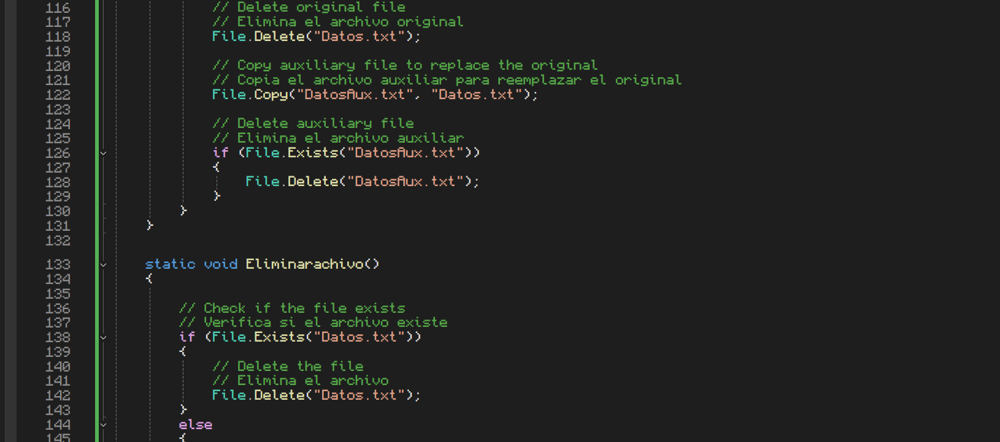 116 // Delete original file
117 // Elimina el archivo original
118 File.Delete("Datos.txt");
119
120 // Copy auxiliary file to replace the original
121 // Copia el archivo auxiliar para reemplazar el original
122 File.Copy("DatosAux.txt", "Datos.txt");
123
124 // Delete auxiliary file
125 // Elimina el archivo auxiliar
126 if (File.Exists("DatosAux.txt"))
127 {
128 File.Delete("DatosAux.txt");
129 }
130 }
131 }
132
133 static void Eliminarachivo()
134 {
135
136 // Check if the file exists
137 // Verifica si el archivo existe
138 if (File.Exists("Datos.txt"))
139 {
140 // Delete the file
141 // Elimina el archivo
142 File.Delete("Datos.txt");
143 }
144 else
145 {